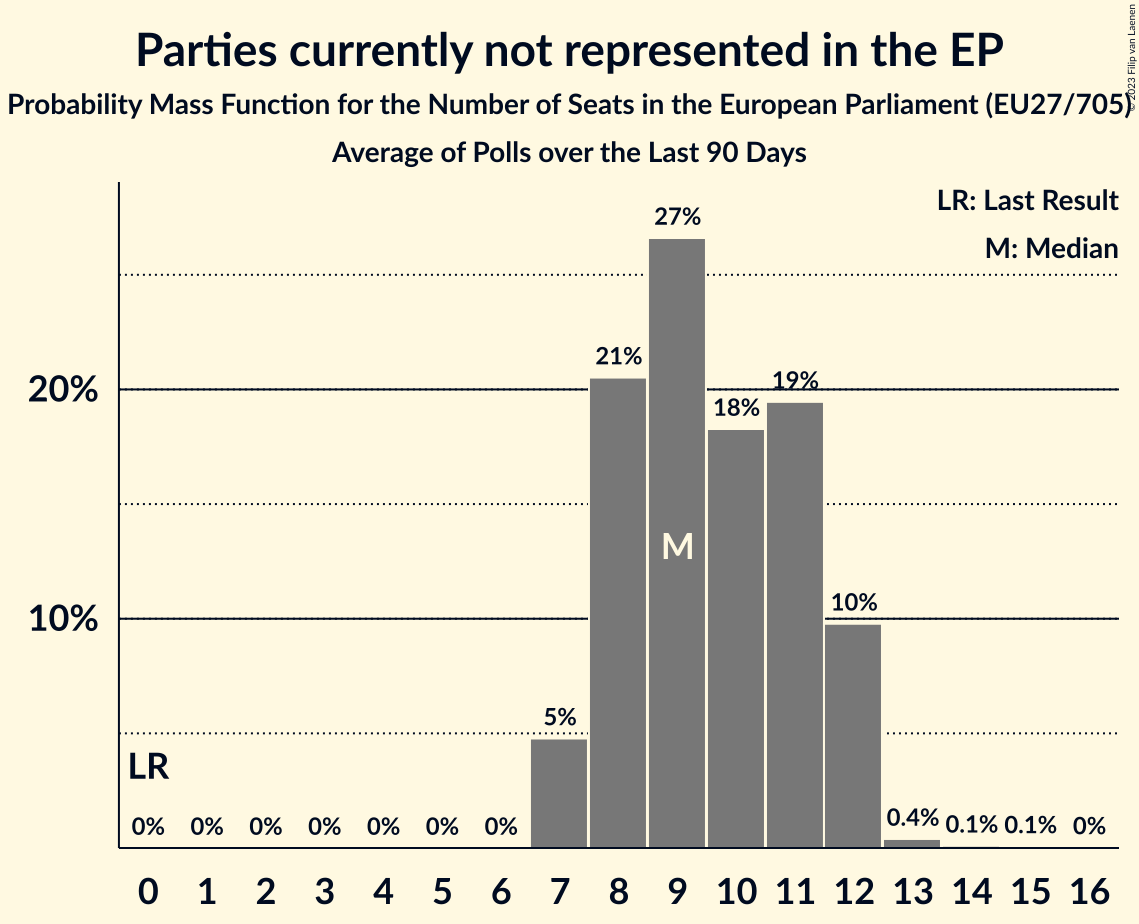 Parties currently not represented in the EP
Probability Mass Function for the Number of Seats in the European Parliament (EU27/705)
Average of Polls over the Last 90 Days
© 2023 Filip van Laenen
LR: Last Result
M: Median
27%
21%
20%
19%
18%
M
10%
10%
5%
LR
0% 0% 0% 0% 0% 0% 0% 0.4% 0.1% 0.1% 0%
0 1 2 3 4 5 6 7 8 9 10 11 12 13 14 15 16